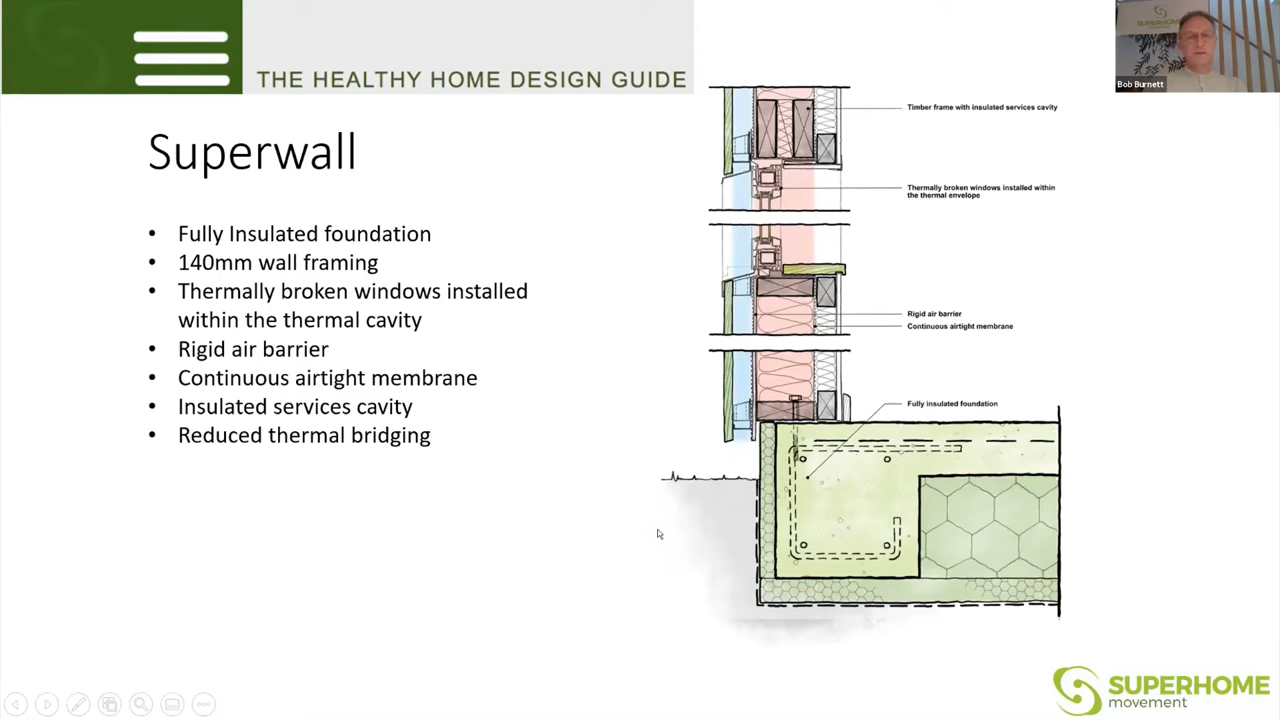 THE HEALTHY HOME DESIGN GUIDE
SUPERHOME
Bob Burnett
Superwall
• Fully Insulated foundation
• 140mm wall framing
• Thermally broken windows installed
within the thermal cavity
• Rigid air barrier
• Continuous airtight membrane
• Insulated services cavity
• Reduced thermal bridging
Timber frame with insulated services cavity
Thermally broken windows installed within
the thermal envelope
Rigid air barrier
Continuous airtight membrane
Fully insulated foundation
SUPERHOME
movement